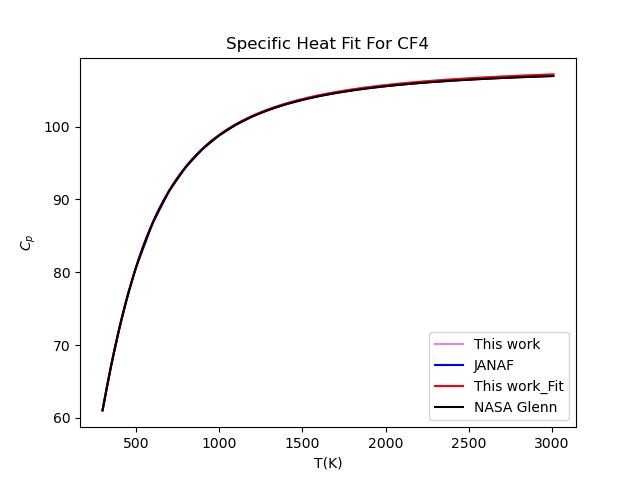 Specific Heat Fit For CF4
100
90
80
70
60
C_p
This work
JANAF
This work_Fit
NASA Glenn
500 1000 1500 2000 2500 3000
T(K)